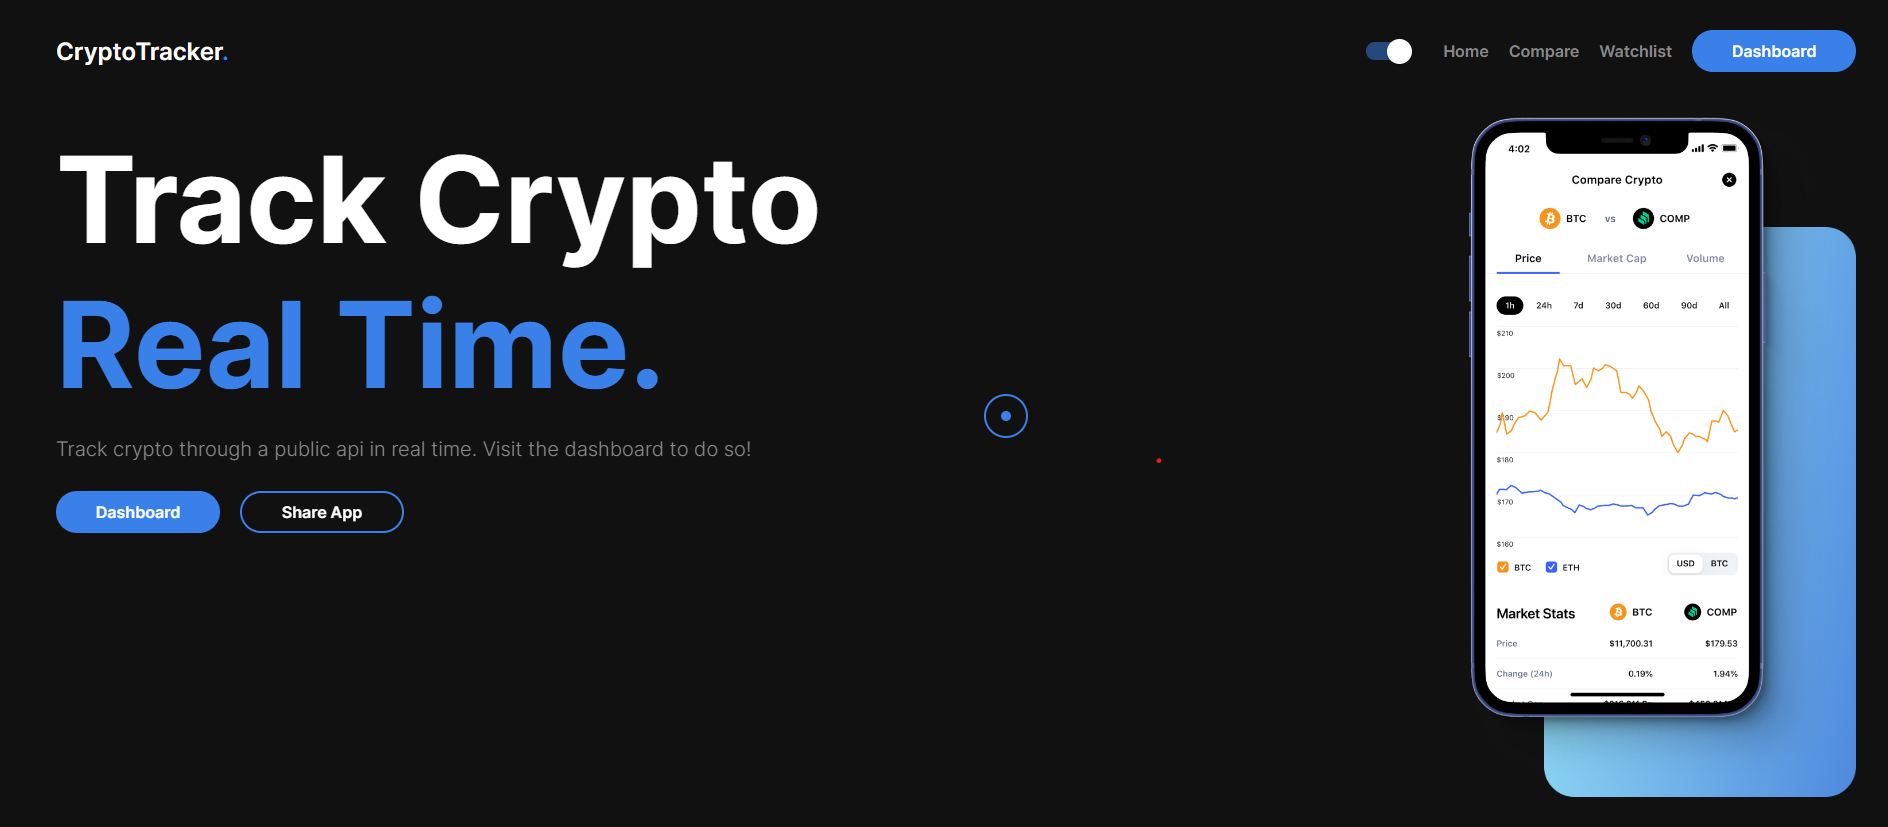 CryptoTracker.
Home Compare Watchlist Dashboard
Track Crypto
Real Time.
Track crypto through a public api in real time. Visit the dashboard to do so!
Dashboard Share App
4:02
Compare Crypto
BTC vs COMP
Price Market Cap Volume
1h 24h 7d 30d 60d 90d All
$210
$200
$190
$180
$170
$160
BTC ETH USD BTC
Market Stats BTC COMP
Price $11,700.31 $179.53
Change (24h) 0.19% 1.94%